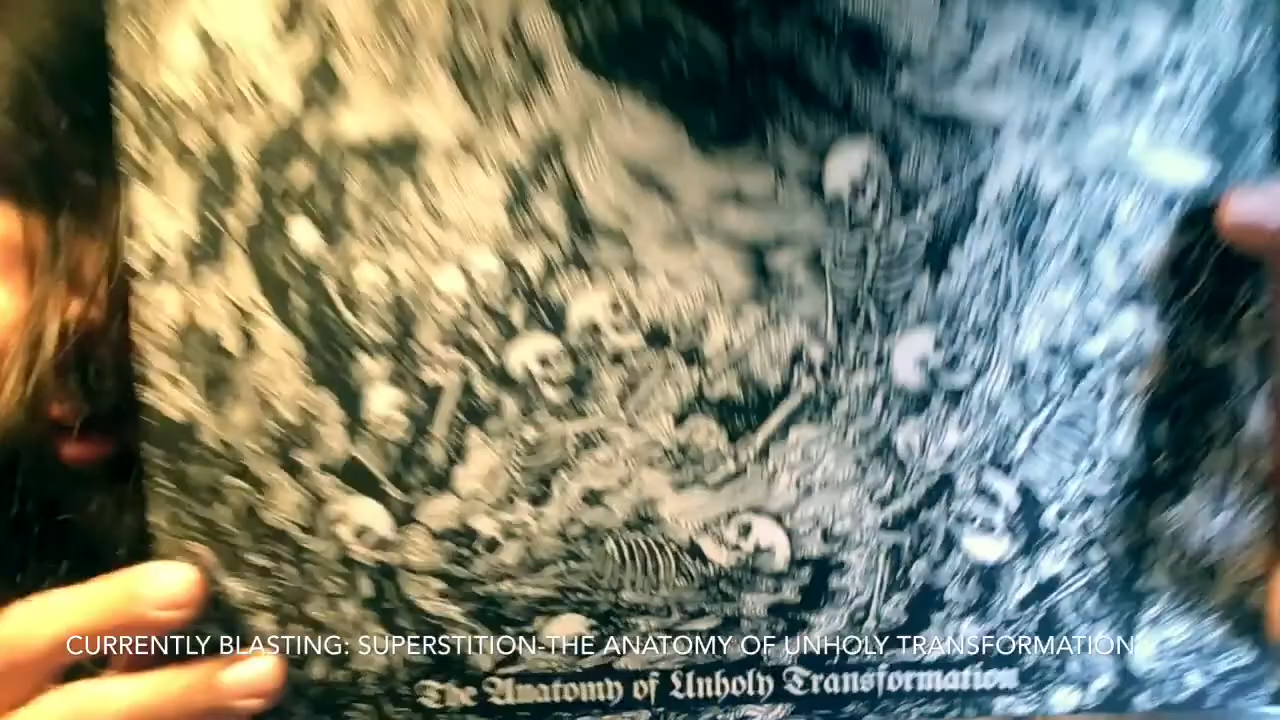 CURRENTLY BLASTING: SUPERSTITION-THE ANATOMY OF UNHOLY TRANSFORMATION
The Anatomy of Unholy Transformation